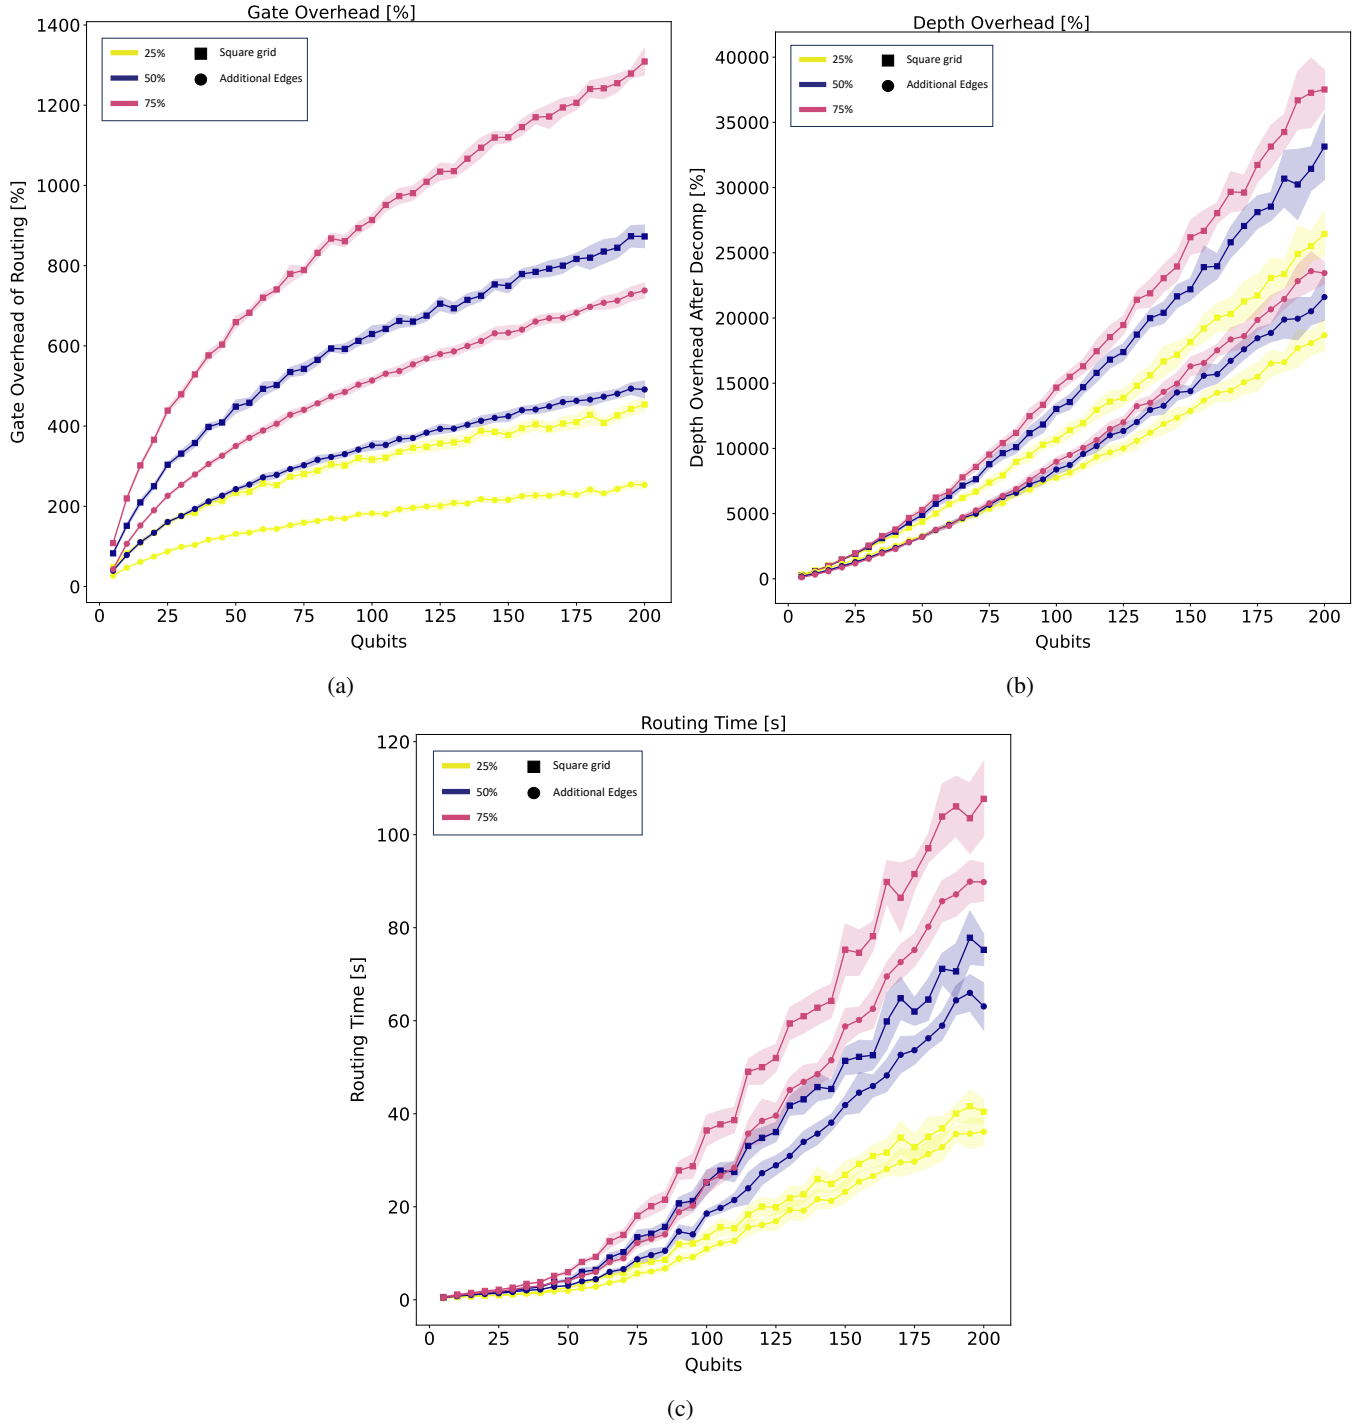 Gate Overhead [%]
1400
1200
1000
800
600
400
200
0
Gate Overhead of Routing [%]
25%
50%
75%
Square grid
Additional Edges
0 25 50 75 100 125 150 175 200
Qubits
(a)
Depth Overhead [%]
40000
35000
30000
25000
20000
15000
10000
5000
0
Depth Overhead After Decomp [%]
25%
50%
75%
Square grid
Additional Edges
0 25 50 75 100 125 150 175 200
Qubits
(b)
Routing Time [s]
120
100
80
60
40
20
0
Routing Time [s]
25%
50%
75%
Square grid
Additional Edges
0 25 50 75 100 125 150 175 200
Qubits
(c)